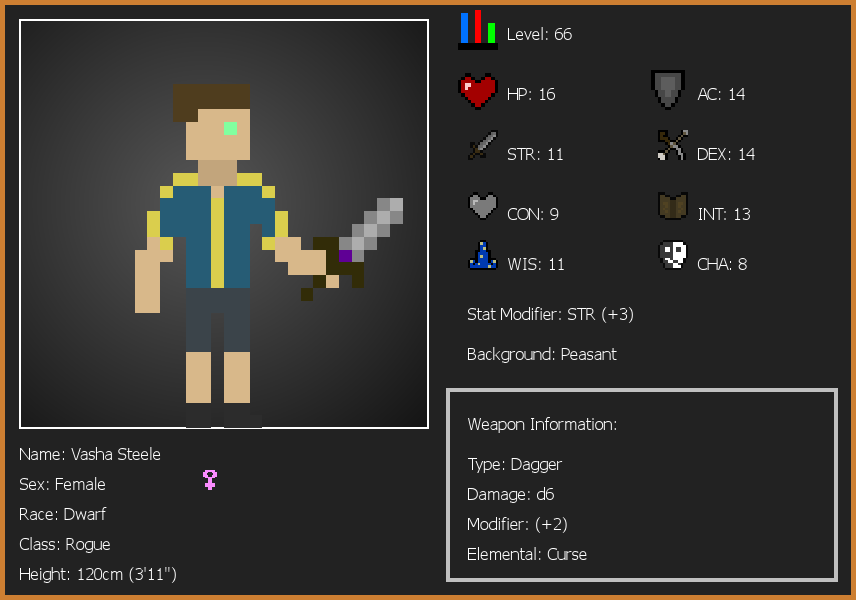 Level: 66
HP: 16
AC: 14
STR: 11
DEX: 14
CON: 9
INT: 13
WIS: 11
CHA: 8
Stat Modifier: STR (+3)
Background: Peasant
Weapon Information:
Type: Dagger
Damage: d6
Modifier: (+2)
Elemental: Curse
Name: Vasha Steele
Sex: Female
Race: Dwarf
Class: Rogue
Height: 120cm (3'11")